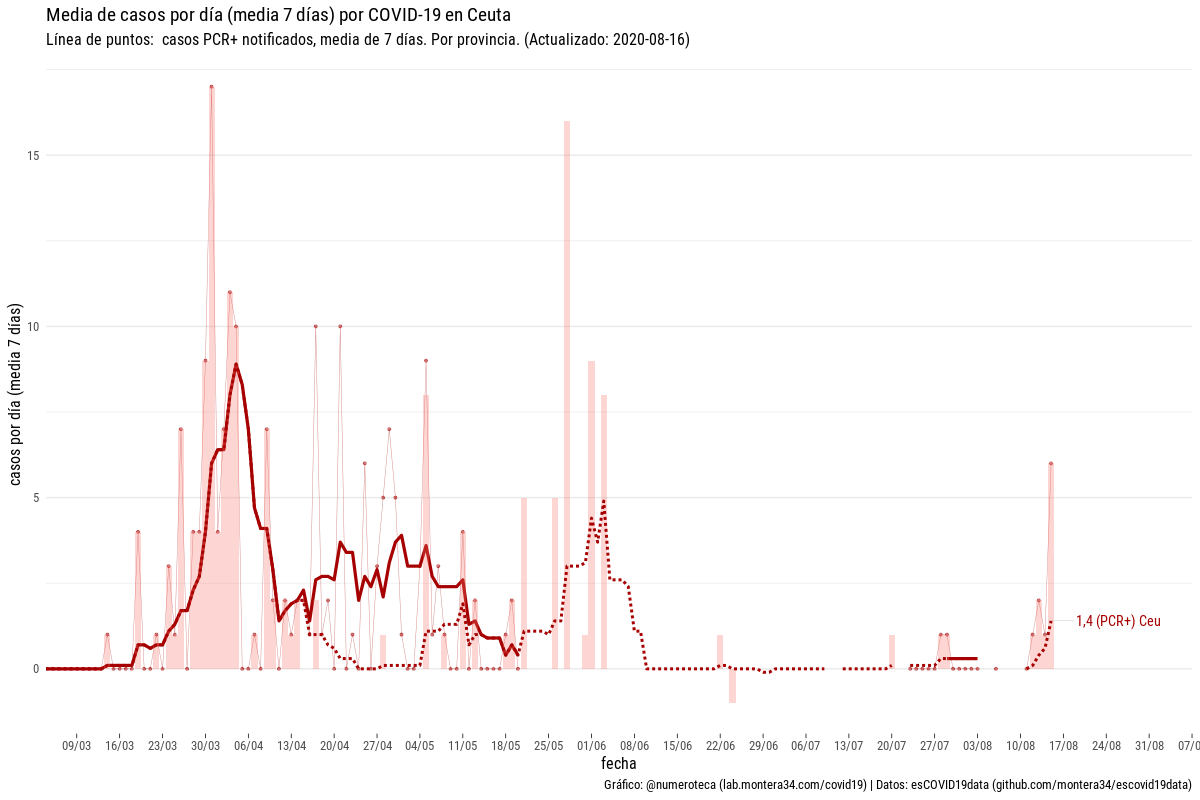 Media de casos por día (media 7 días) por COVID-19 en Ceuta
Línea de puntos:  casos PCR+ notificados, media de 7 días. Por provincia. (Actualizado: 2020-08-16)
casos por día (media 7 días)
15
10
5
0
1,4 (PCR+) Ceu
09/03 16/03 23/03 30/03 06/04 13/04 20/04 27/04 04/05 11/05 18/05 25/05 01/06 08/06 15/06 22/06 29/06 06/07 13/07 20/07 27/07 03/08 10/08 17/08 24/08 31/08 07/0
fecha
Gráfico: @numeroteca (lab.montera34.com/covid19) | Datos: esCOVID19data (github.com/montera34/escovid19data)